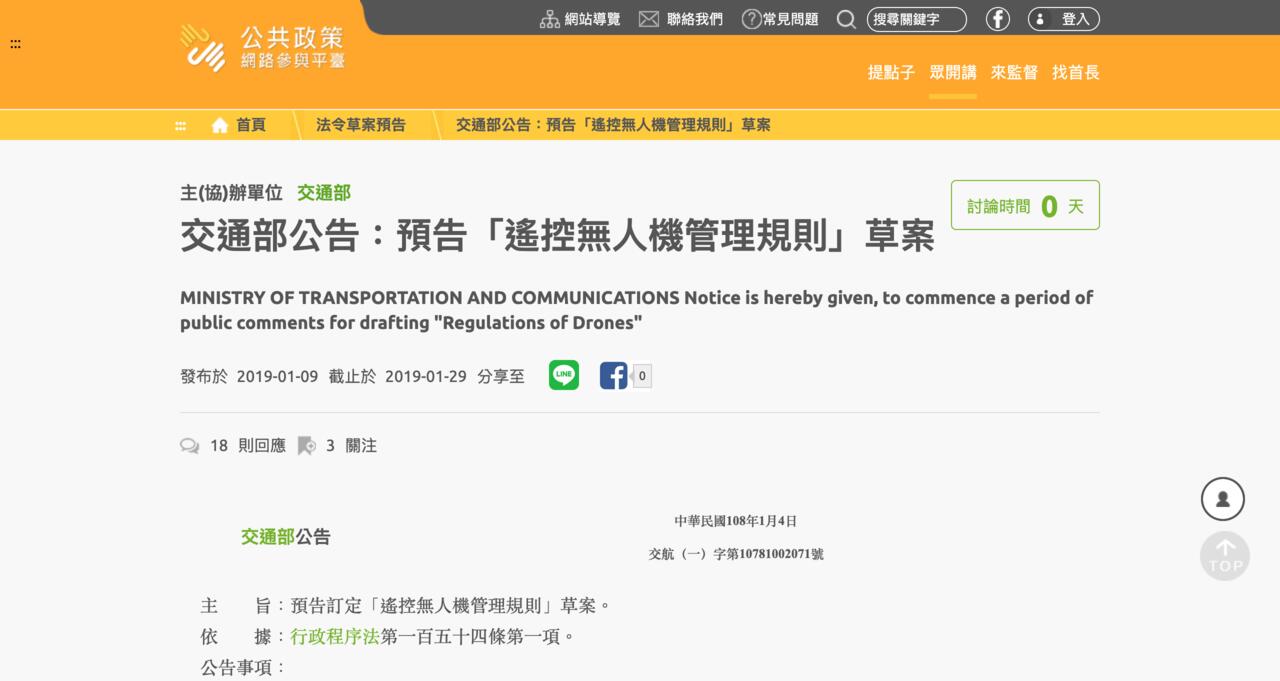 網站導覽 聯絡我們 常見問題 搜尋關鍵字 登入
:::
公共政策
網路參與平臺
提點子 眾開講 來監督 找首長
::: 首頁 法令草案預告 交通部公告：預告「遙控無人機管理規則」草案
主(協)辦單位 交通部
討論時間 0 天
交通部公告：預告「遙控無人機管理規則」草案
MINISTRY OF TRANSPORTATION AND COMMUNICATIONS Notice is hereby given, to commence a period of
public comments for drafting "Regulations of Drones"
發布於 2019-01-09 截止於 2019-01-29 分享至 LINE 0
18 則回應 3 關注
中華民國108年1月4日
交通部公告
交航（一）字第10781002071號
TOP
主　　旨：預告訂定「遙控無人機管理規則」草案。
依　　據：行政程序法第一百五十四條第一項。
公告事項：